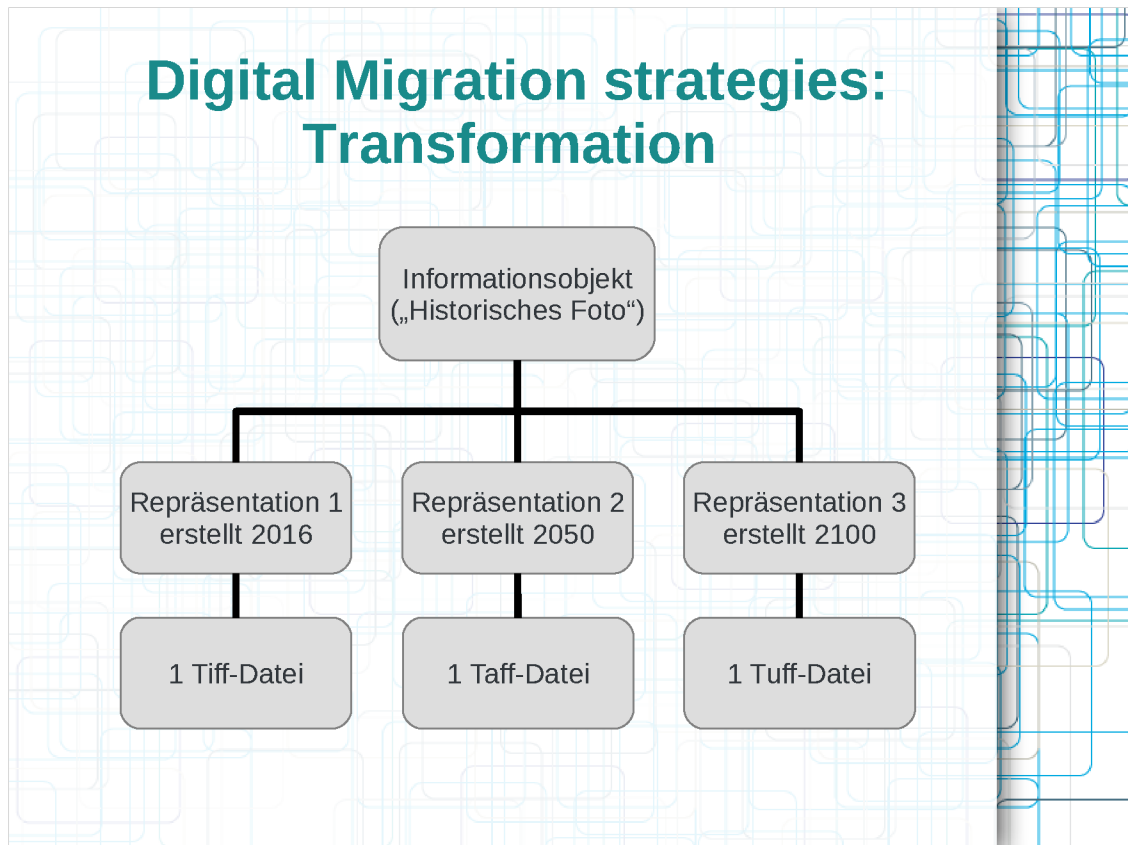 Digital Migration strategies:
Transformation
Informationsobjekt
(„Historisches Foto“)
Repräsentation 1
erstellt 2016
Repräsentation 2
erstellt 2050
Repräsentation 3
erstellt 2100
1 Tiff-Datei
1 Taff-Datei
1 Tuff-Datei